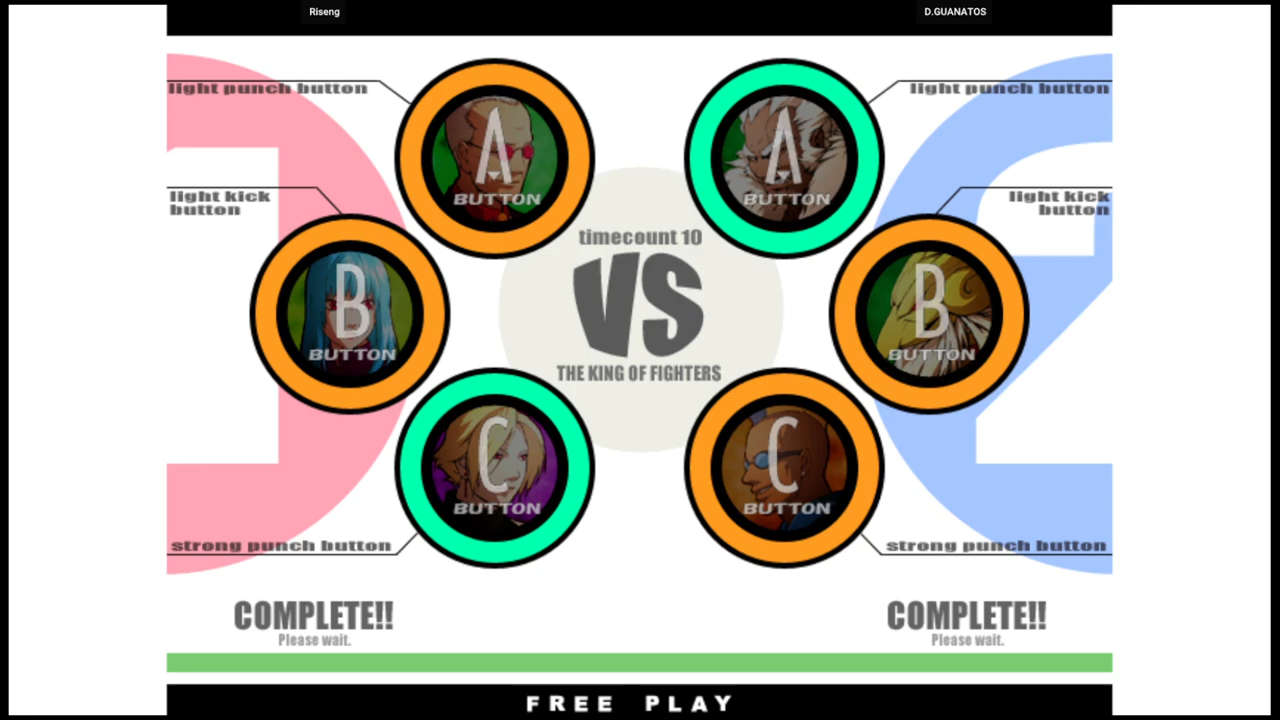 Riseng
D.GUANATOS
light punch button
light punch button
A
BUTTON
A
BUTTON
light kick
button
light kick
button
timecount 10
B
BUTTON
VS
B
BUTTON
THE KING OF FIGHTERS
C
BUTTON
C
BUTTON
strong punch button
strong punch button
COMPLETE!!
Please wait.
COMPLETE!!
Please wait.
FREE PLAY